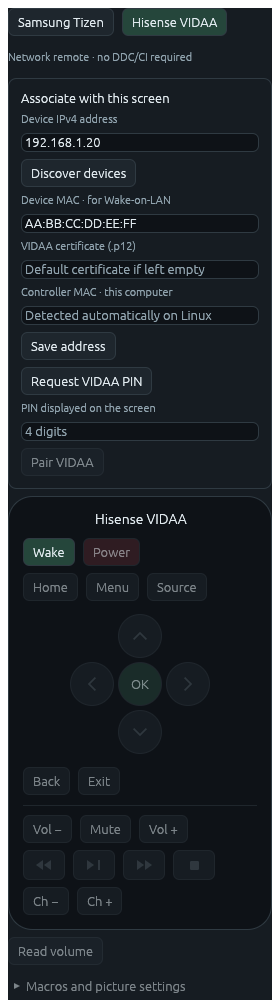 Samsung Tizen Hisense VIDAA
Network remote · no DDC/CI required
Associate with this screen
Device IPv4 address
192.168.1.20
Discover devices
Device MAC · for Wake-on-LAN
AA:BB:CC:DD:EE:FF
VIDAA certificate (.p12)
Default certificate if left empty
Controller MAC · this computer
Detected automatically on Linux
Save address
Request VIDAA PIN
PIN displayed on the screen
4 digits
Pair VIDAA
Hisense VIDAA
Wake Power
Home Menu Source
OK
Back Exit
Vol − Mute Vol +
Ch − Ch +
Read volume
Macros and picture settings